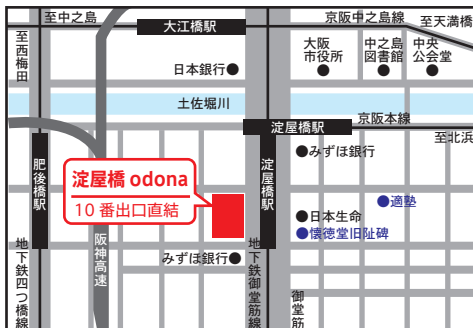 至中之島
大江橋駅
京阪中之島線
至天満橋
至西梅田
日本銀行●
大阪
市役所
中之島
図書館
中央
公会堂
土佐堀川
京阪本線
淀屋橋駅
至北浜
肥後橋駅
●みずほ銀行
淀屋橋 odona
10 番出口直結
淀屋橋駅
●適塾
●日本生命
●懐徳堂旧趾碑
阪神高速
みずほ銀行●
地下鉄四つ橋線
地下鉄御堂筋線
御堂筋